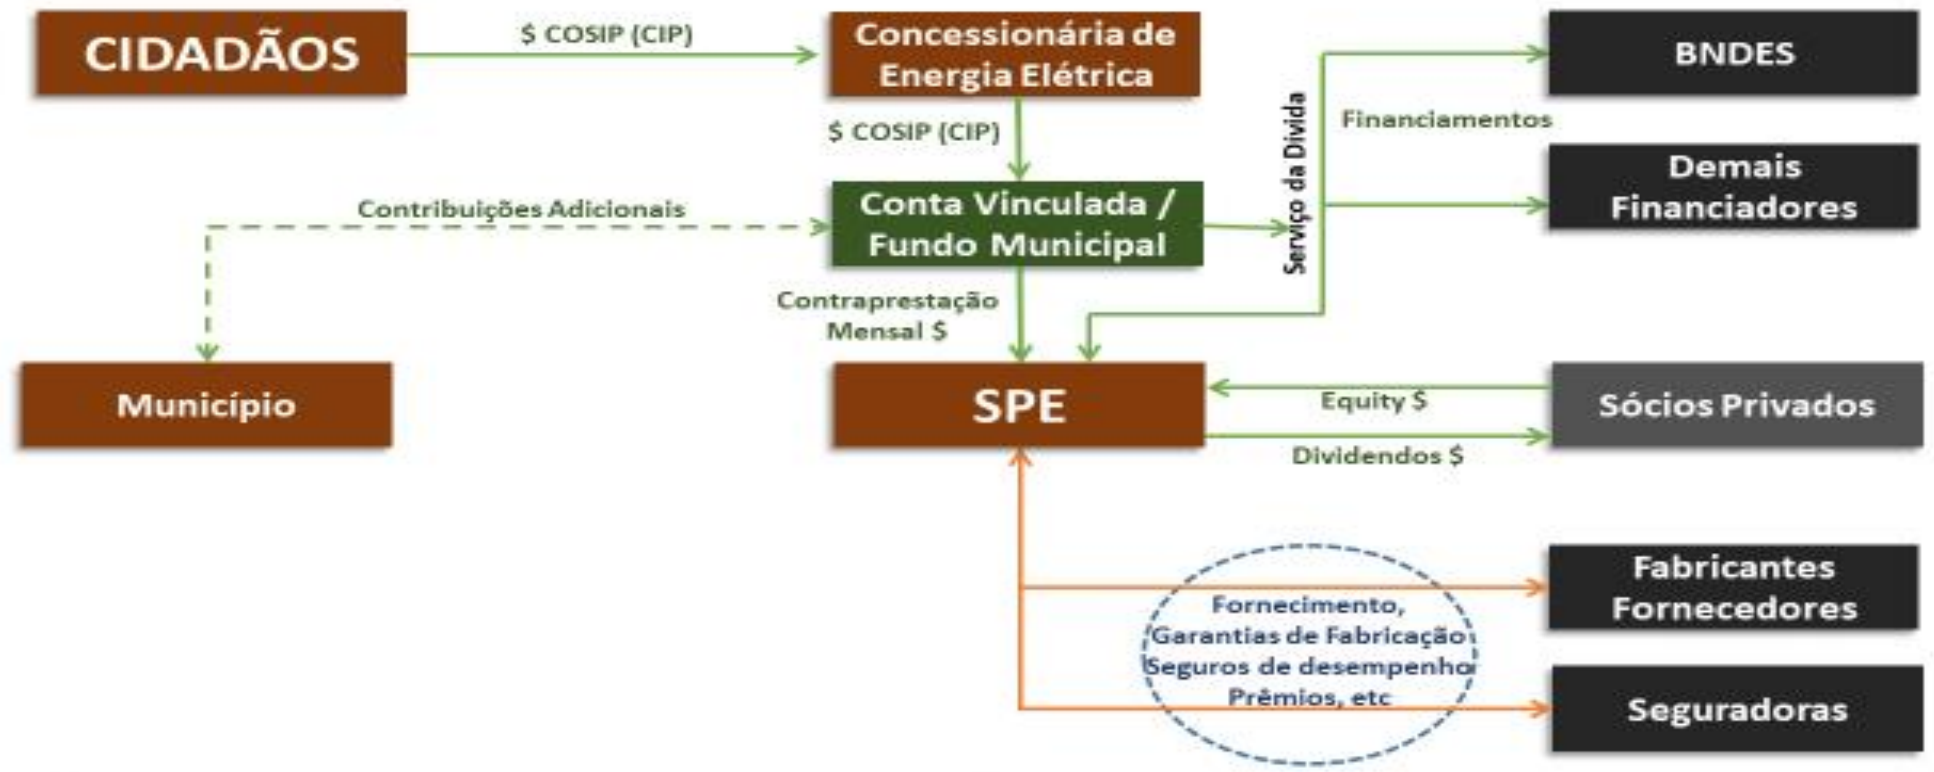 CIDADÃOS
$ COSIP (CIP)
Concessionária de
Energia Elétrica
BNDES
$ COSIP (CIP)
Serviço da Divida
Financiamentos
Demais
Financiadores
Contribuições Adicionais
Conta Vinculada /
Fundo Municipal
Contraprestação
Mensal $
Município
SPE
Equity $
Dividendos $
Sócios Privados
Fornecimento,
Garantias de Fabricação
Seguros de desempenho
Prêmios, etc
Fabricantes
Fornecedores
Seguradoras